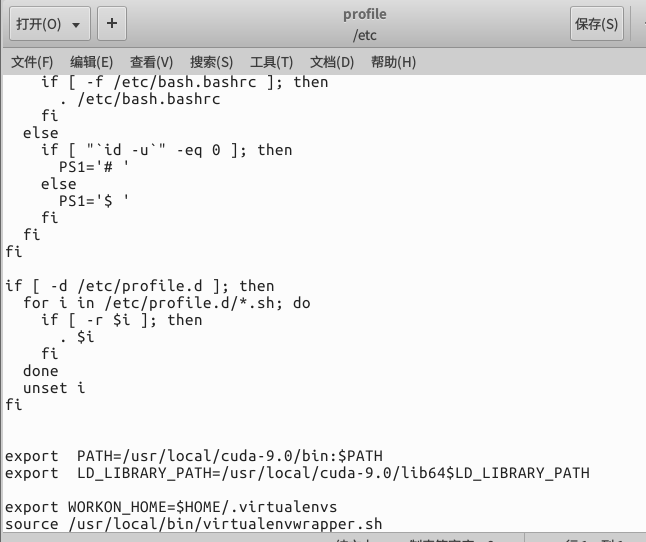 打开(O)
+
profile
/etc
保存(S)
文件(F) 编辑(E) 查看(V) 搜索(S) 工具(T) 文档(D) 帮助(H)
    if [ -f /etc/bash.bashrc ]; then
      . /etc/bash.bashrc
    fi
  else
    if [ "`id -u`" -eq 0 ]; then
      PS1='# '
    else
      PS1='$ '
    fi
  fi
fi
if [ -d /etc/profile.d ]; then
  for i in /etc/profile.d/*.sh; do
    if [ -r $i ]; then
      . $i
    fi
  done
  unset i
fi
export  PATH=/usr/local/cuda-9.0/bin:$PATH
export  LD_LIBRARY_PATH=/usr/local/cuda-9.0/lib64$LD_LIBRARY_PATH
export WORKON_HOME=$HOME/.virtualenvs
source /usr/local/bin/virtualenvwrapper.sh